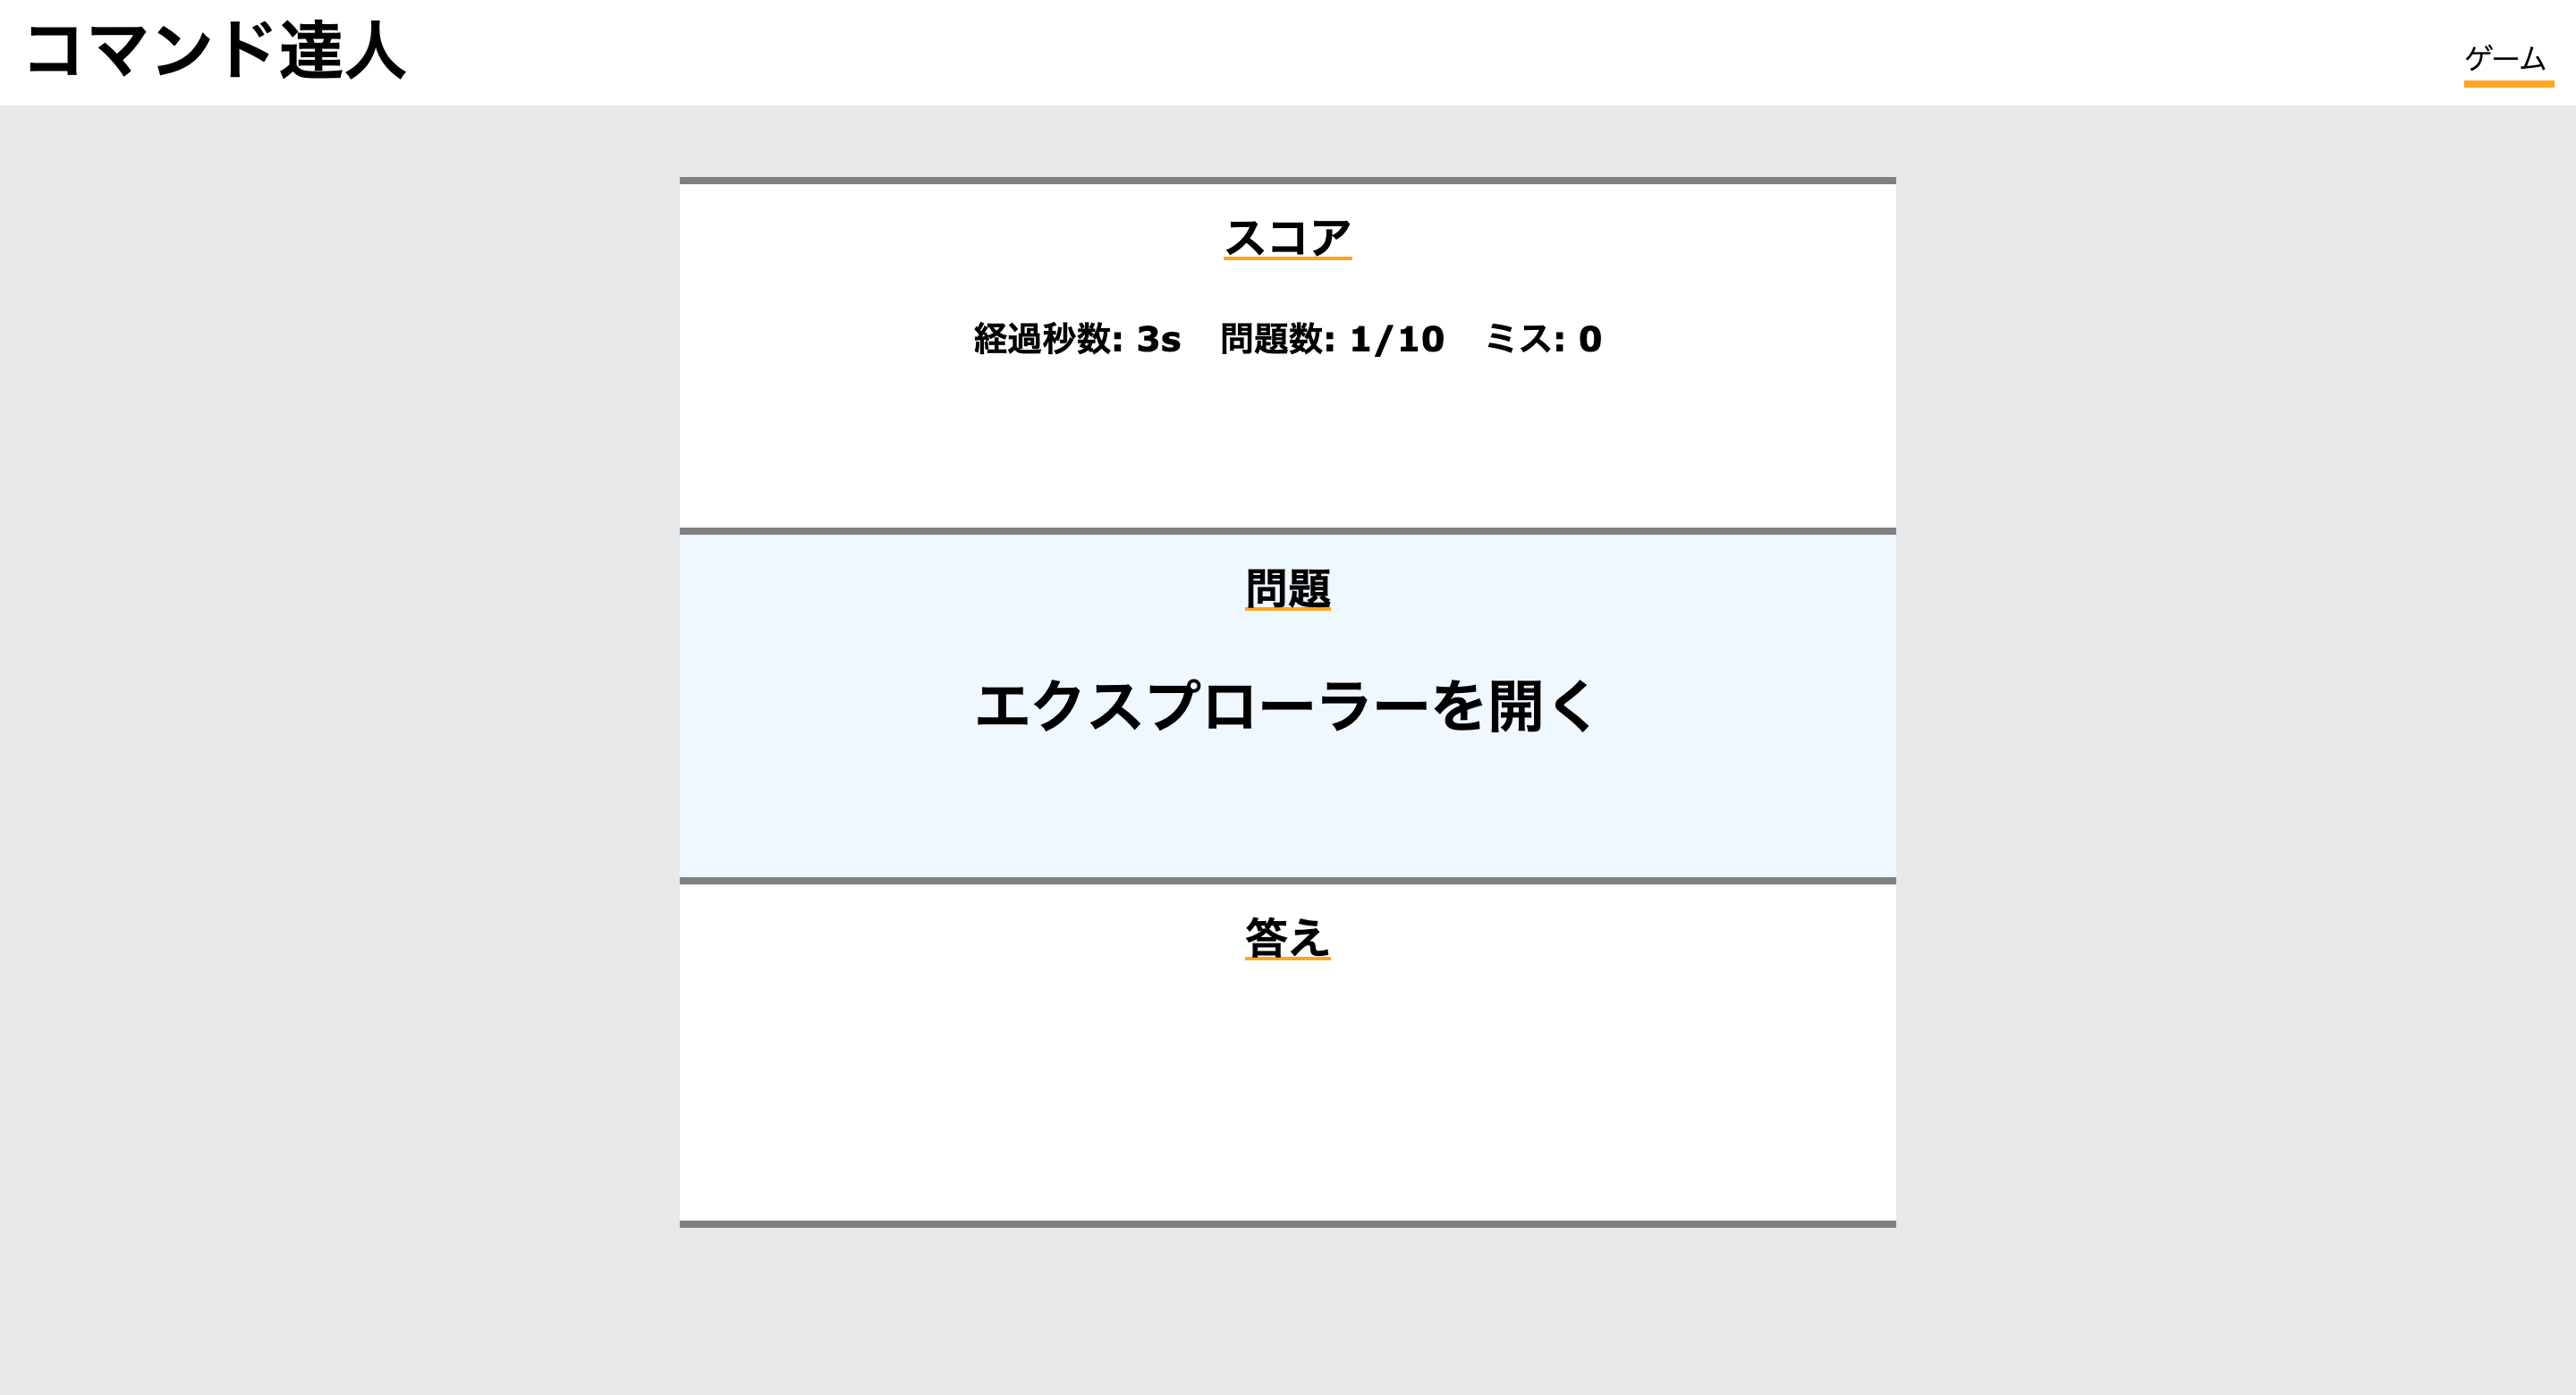 コマンド達人
ゲーム
スコア
経過秒数: 3s 問題数: 1/10 ミス: 0
問題
エクスプローラーを開く
答え